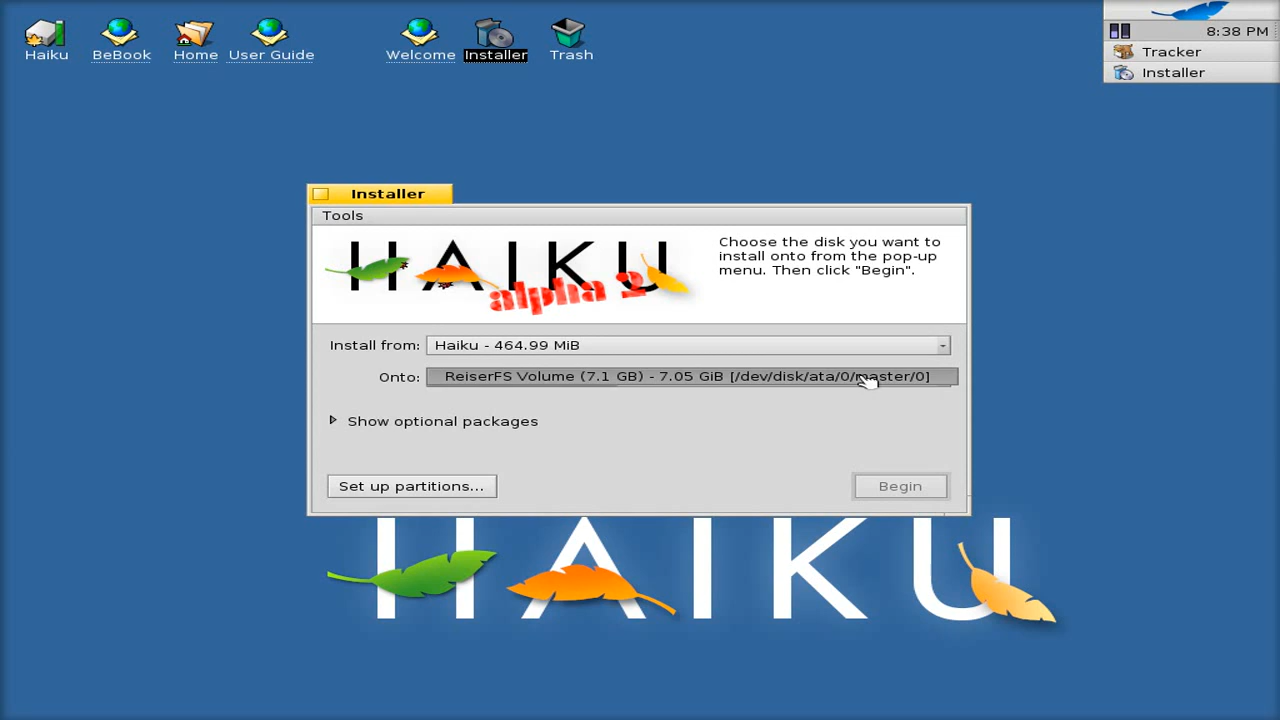 Haiku
BeBook
Home
User Guide
Welcome
Installer
Trash
8:38 PM
Tracker
Installer
Installer
Tools
HAIKU
alpha 2
Choose the disk you want to
install onto from the pop-up
menu. Then click "Begin".
Install from: Haiku - 464.99 MiB
Onto: ReiserFS Volume (7.1 GB) - 7.05 GiB [/dev/disk/ata/0/master/0]
Show optional packages
Set up partitions...
Begin
HAIKU